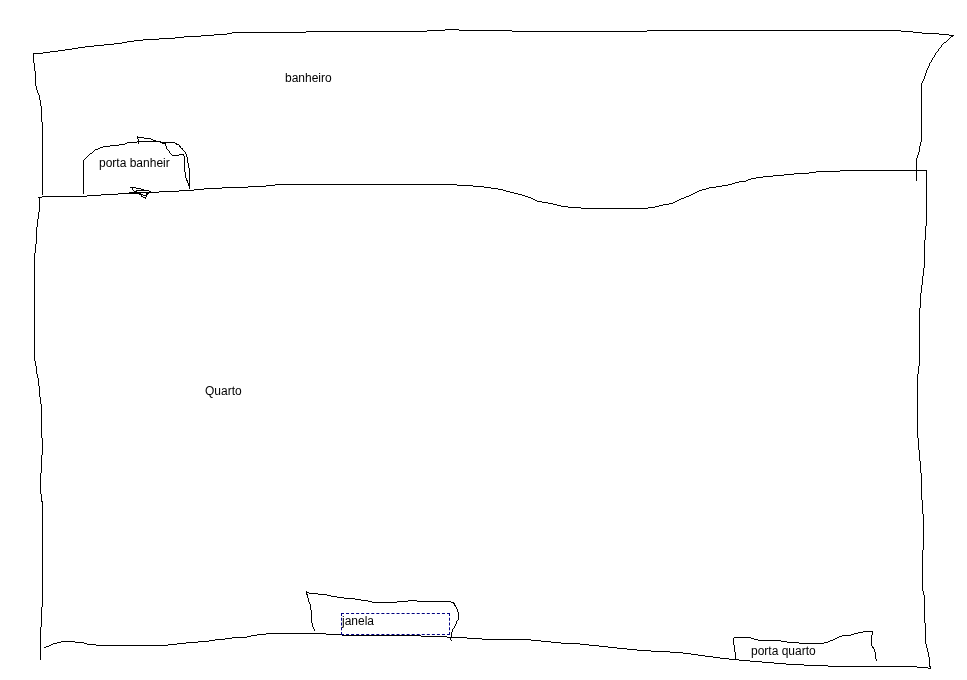 banheiro
porta banheir
Quarto
janela
porta quarto